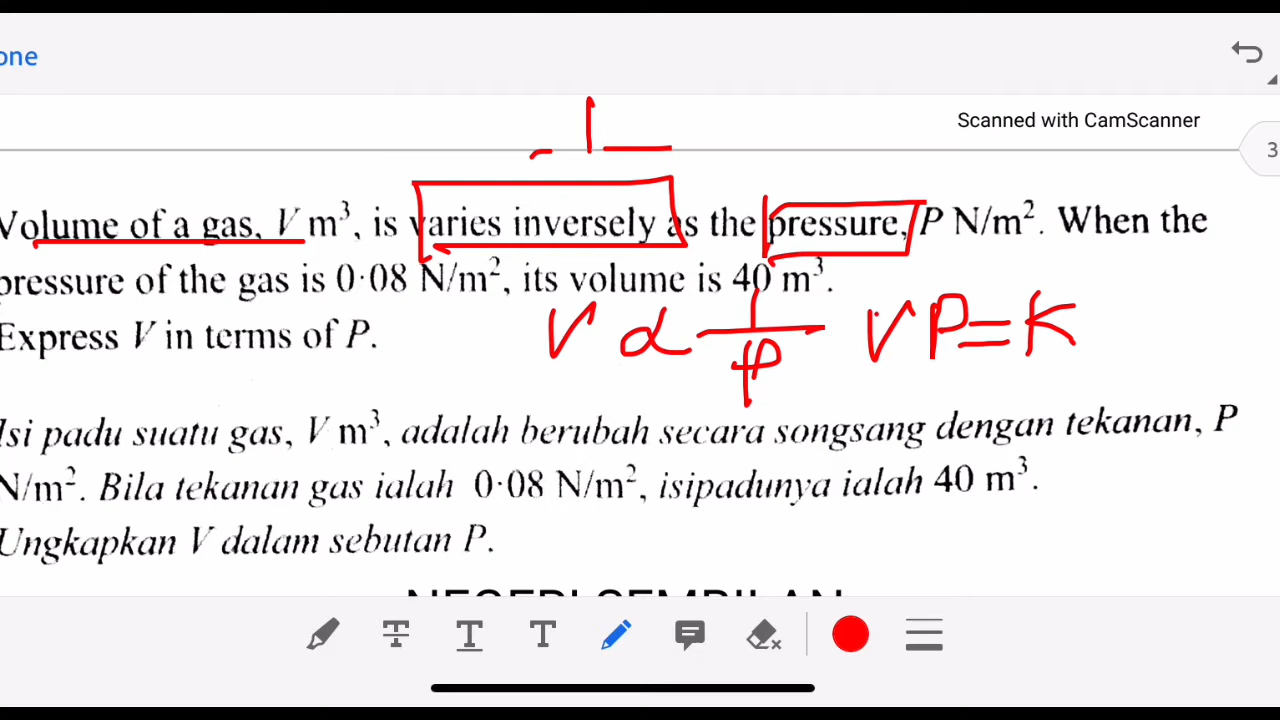 one
Scanned with CamScanner
3
Volume of a gas, V m³, is varies inversely as the pressure, P N/m². When the
pressure of the gas is 0·08 N/m², its volume is 40 m³.
Express V in terms of P.
V ∝ 1/P VP=K
Isi padu suatu gas, V m³, adalah berubah secara songsang dengan tekanan, P
N/m². Bila tekanan gas ialah 0·08 N/m², isipadunya ialah 40 m³.
Ungkapkan V dalam sebutan P.
NEGERI SEMBILAN